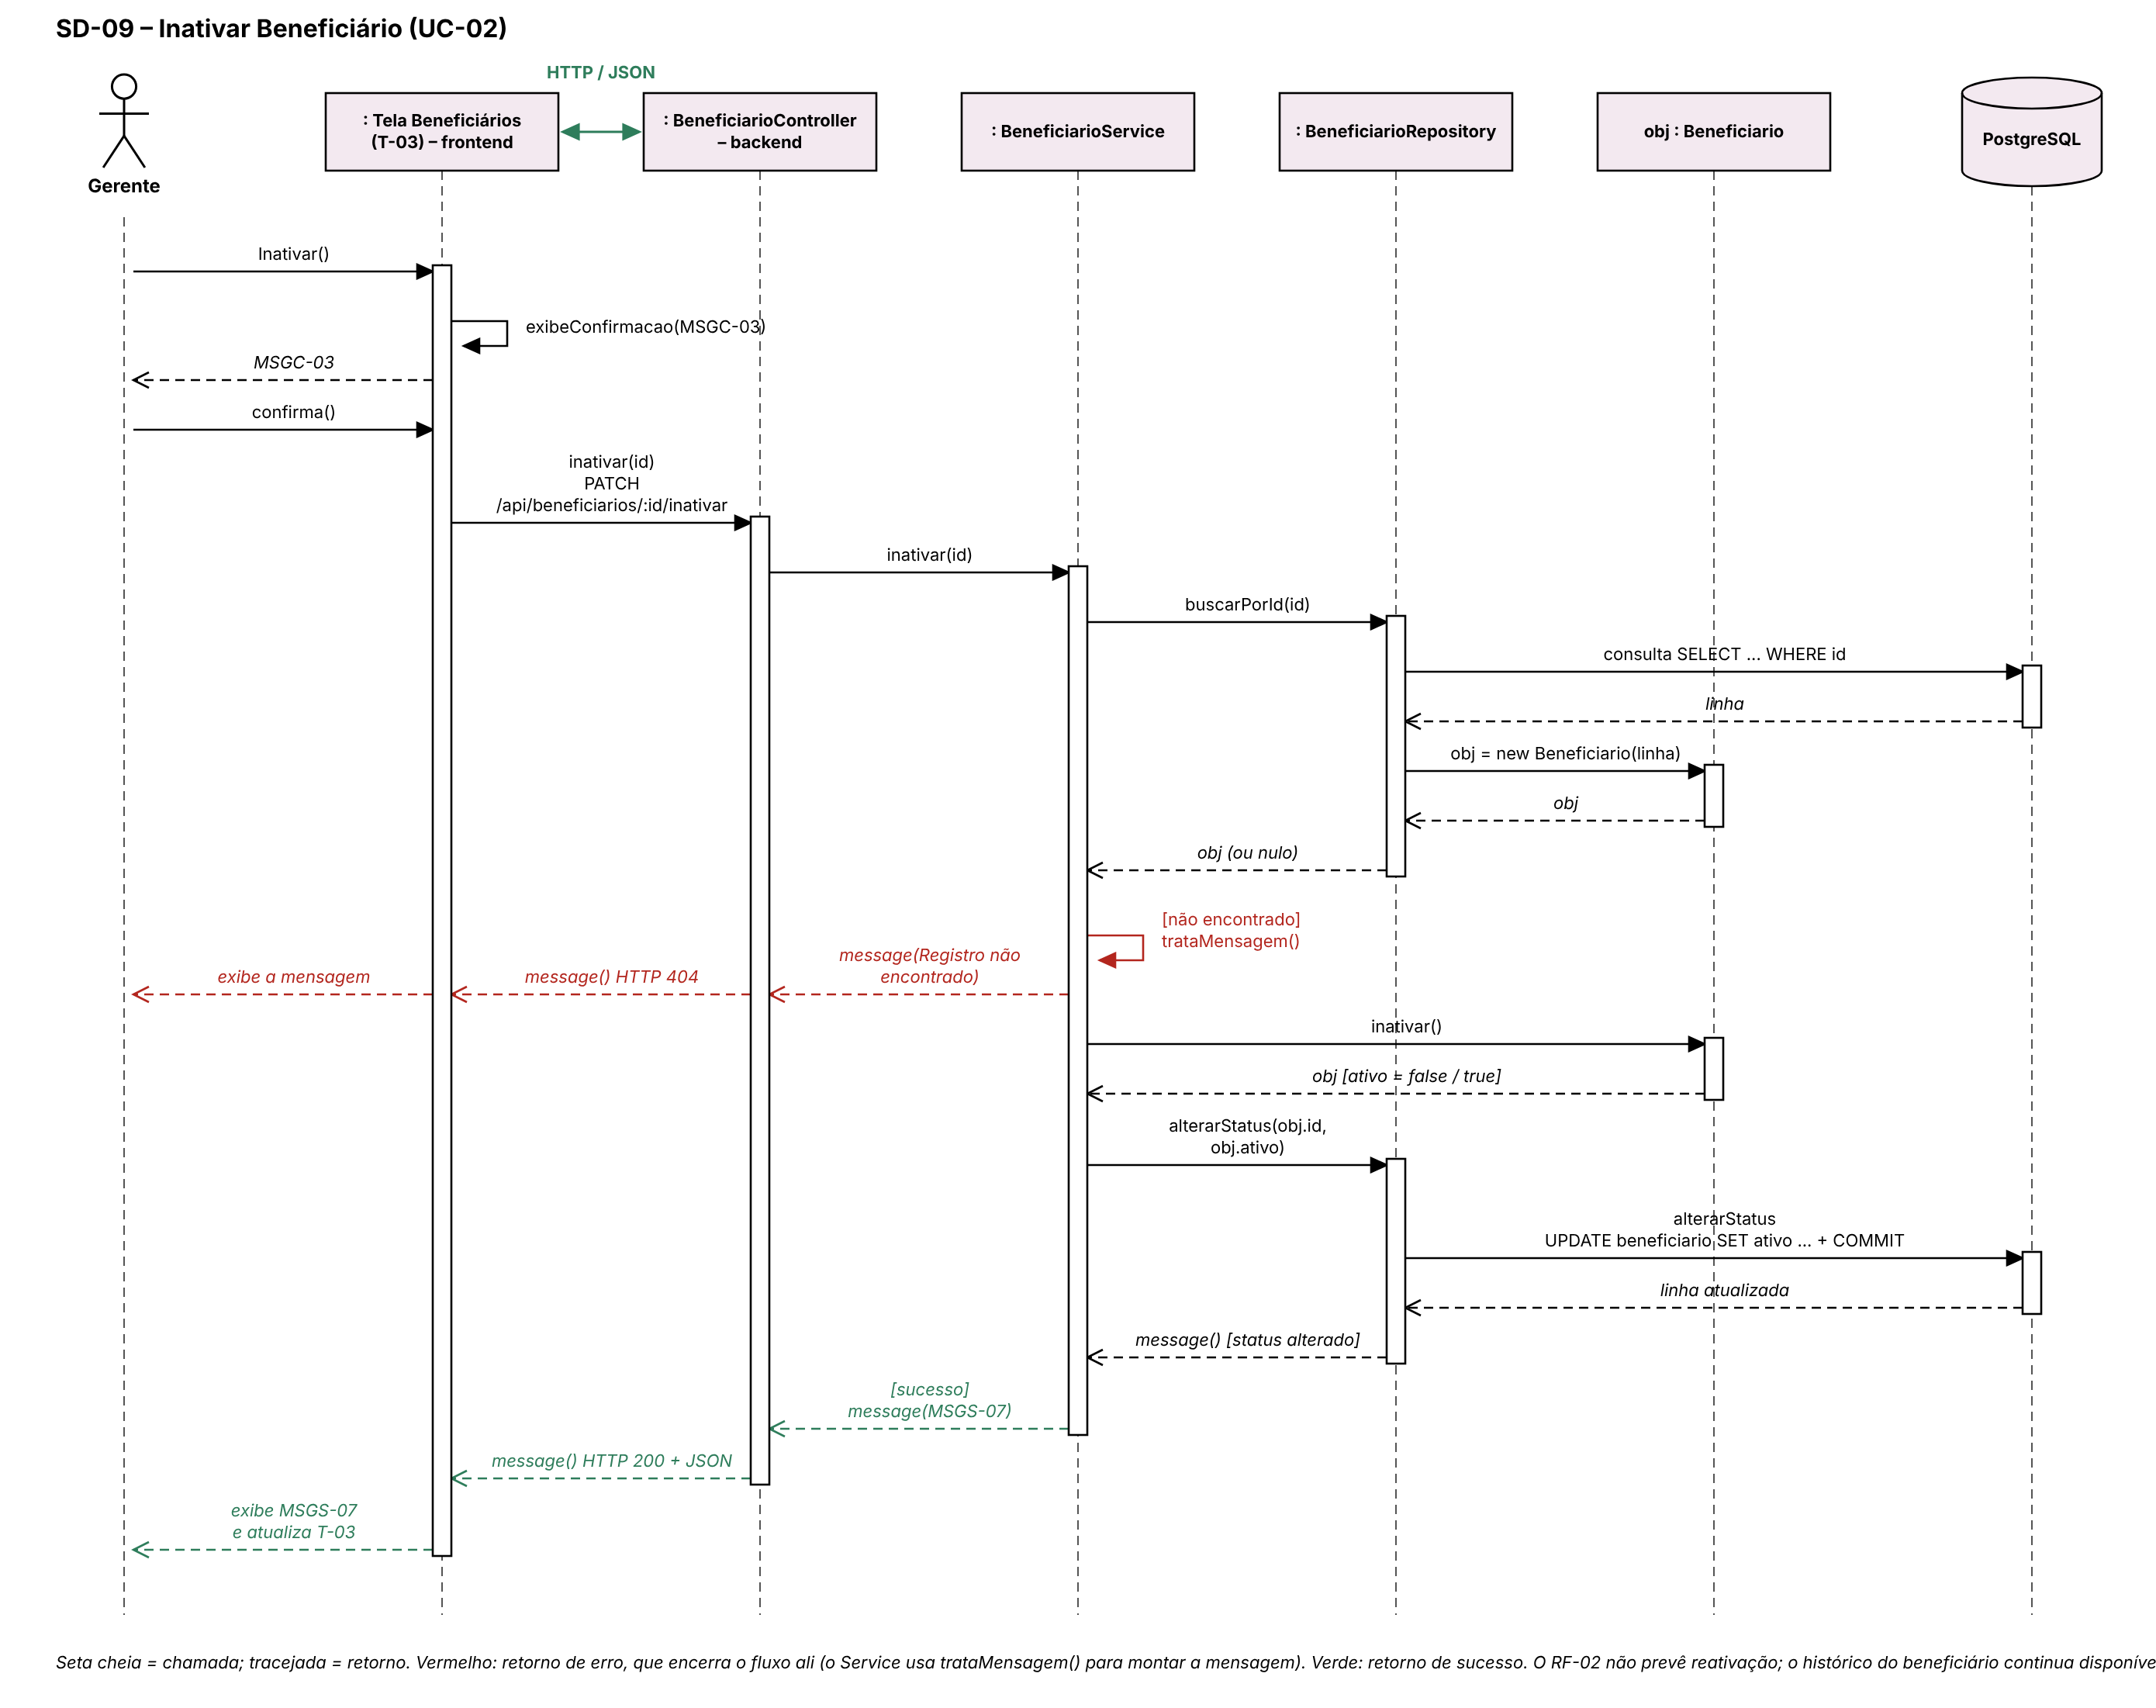 SD-09 – Inativar Beneficiário (UC-02)
HTTP / JSON
Gerente
: Tela Beneficiários
(T-03) – frontend
: BeneficiarioController
– backend
: BeneficiarioService
: BeneficiarioRepository
obj : Beneficiario
PostgreSQL
Inativar()
exibeConfirmacao(MSGC-03)
MSGC-03
confirma()
inativar(id)
PATCH
/api/beneficiarios/:id/inativar
inativar(id)
buscarPorId(id)
consulta SELECT ... WHERE id
linha
obj = new Beneficiario(linha)
obj
obj (ou nulo)
[não encontrado]
trataMensagem()
message(Registro não
encontrado)
message() HTTP 404
exibe a mensagem
inativar()
obj [ativo = false / true]
alterarStatus(obj.id,
obj.ativo)
alterarStatus
UPDATE beneficiario SET ativo ... + COMMIT
linha atualizada
message() [status alterado]
[sucesso]
message(MSGS-07)
message() HTTP 200 + JSON
exibe MSGS-07
e atualiza T-03
Seta cheia = chamada; tracejada = retorno. Vermelho: retorno de erro, que encerra o fluxo ali (o Service usa trataMensagem() para montar a mensagem). Verde: retorno de sucesso. O RF-02 não prevê reativação; o histórico do beneficiário continua